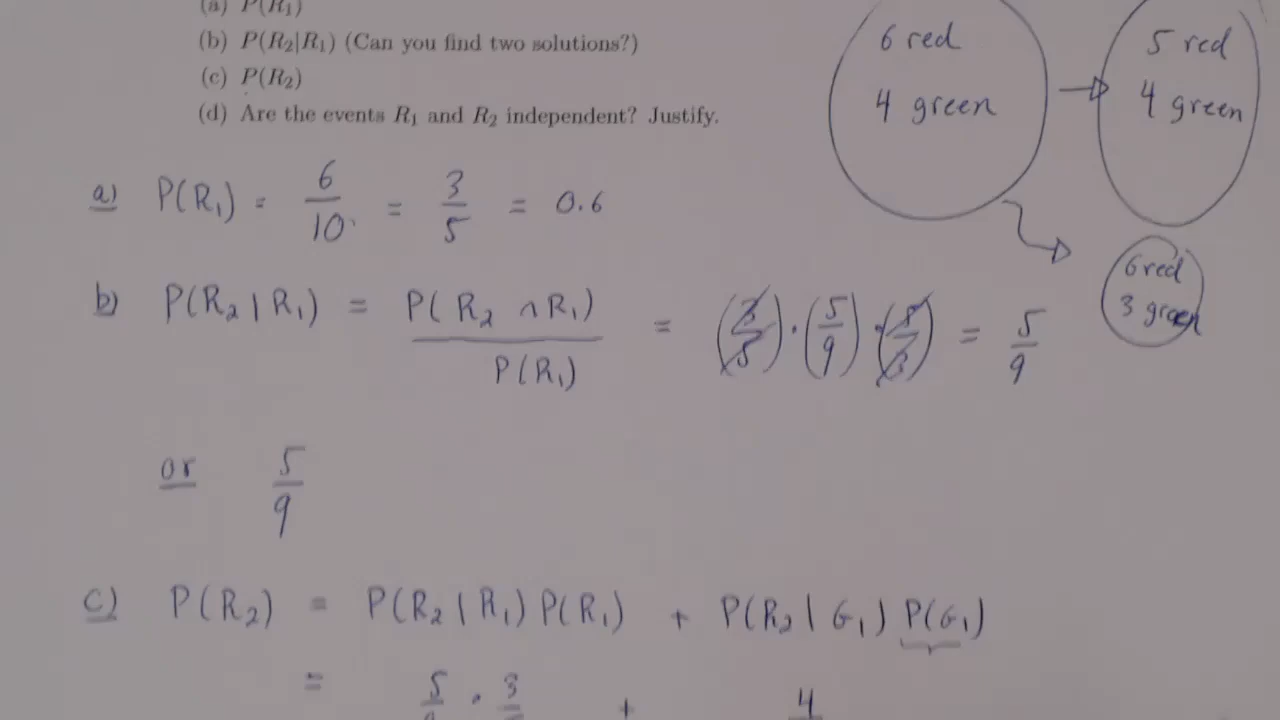 (a) P(R₁)
(b) P(R₂|R₁) (Can you find two solutions?)
(c) P(R₂)
(d) Are the events R₁ and R₂ independent? Justify.
6 red
4 green
5 red
4 green
6 red
3 green
a) P(R₁) = 6/10 = 3/5 = 0.6
b) P(R₂ | R₁) = P(R₂ ∩ R₁)/P(R₁) = (3/5) · (5/9) · (5/3) = 5/9
or 5/9
c) P(R₂) = P(R₂ | R₁) P(R₁) + P(R₂ | G₁) P(G₁)
= 5/9 · 3/ + 4